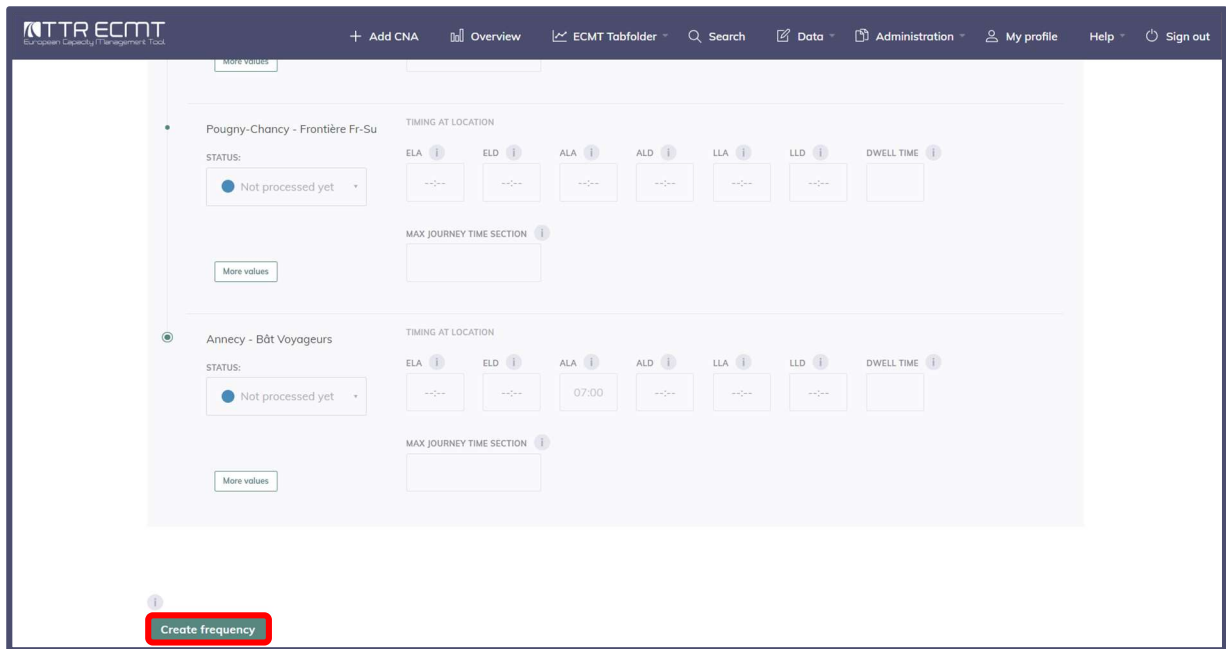 TTR ECMT
European Capacity Management Tool
+ Add CNA Overview ECMT Tabfolder Search Data Administration My profile Help Sign out
More values
Pougny-Chancy - Frontière Fr-Su
TIMING AT LOCATION
STATUS:
ELA i ELD i ALA i ALD i LLA i LLD i DWELL TIME i
Not processed yet
--:-- --:-- --:-- --:-- --:-- --:--
MAX JOURNEY TIME SECTION i
More values
Annecy - Bât Voyageurs
TIMING AT LOCATION
STATUS:
ELA i ELD i ALA i ALD i LLA i LLD i DWELL TIME i
Not processed yet
--:-- --:-- 07:00 --:-- --:-- --:--
MAX JOURNEY TIME SECTION i
More values
i
Create frequency